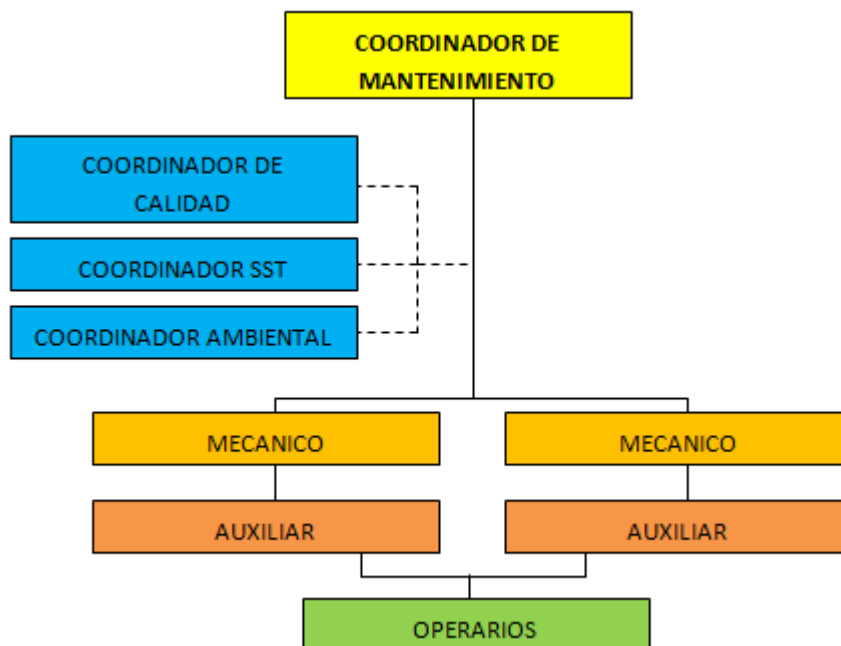 COORDINADOR DE
MANTENIMIENTO
COORDINADOR DE
CALIDAD
COORDINADOR SST
COORDINADOR AMBIENTAL
MECANICO
MECANICO
AUXILIAR
AUXILIAR
OPERARIOS